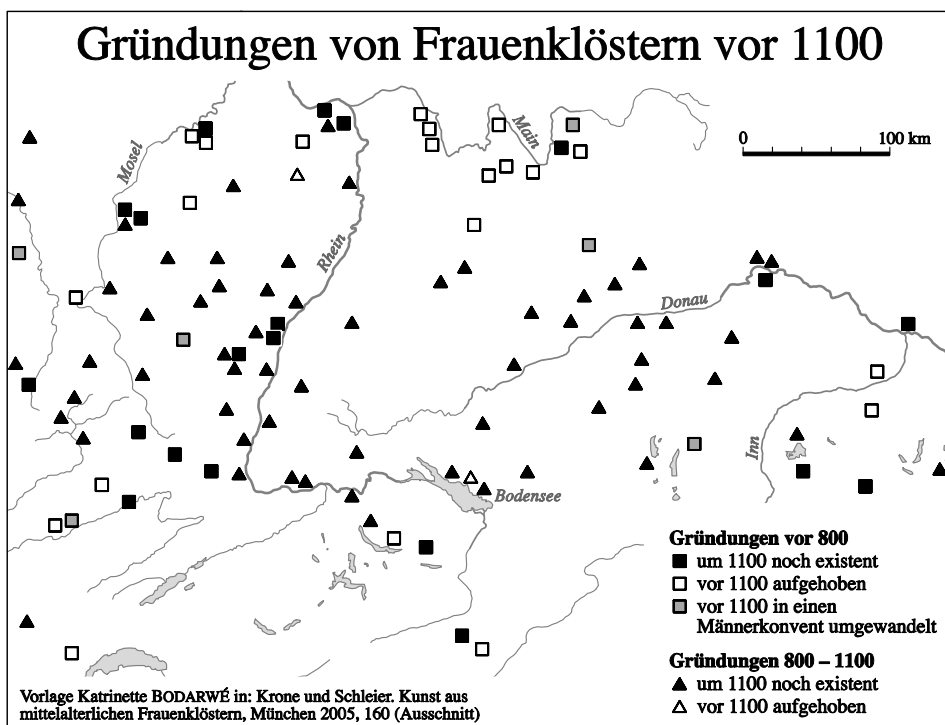 Gründungen von Frauenklöstern vor 1100
Mosel
Main
0 100 km
Rhein
Donau
Inn
Bodensee
Gründungen vor 800
um 1100 noch existent
vor 1100 aufgehoben
vor 1100 in einen
Männerkonvent umgewandelt
Gründungen 800 – 1100
um 1100 noch existent
vor 1100 aufgehoben
Vorlage Katrinette BODARWÉ in: Krone und Schleier. Kunst aus
mittelalterlichen Frauenklöstern, München 2005, 160 (Ausschnitt)